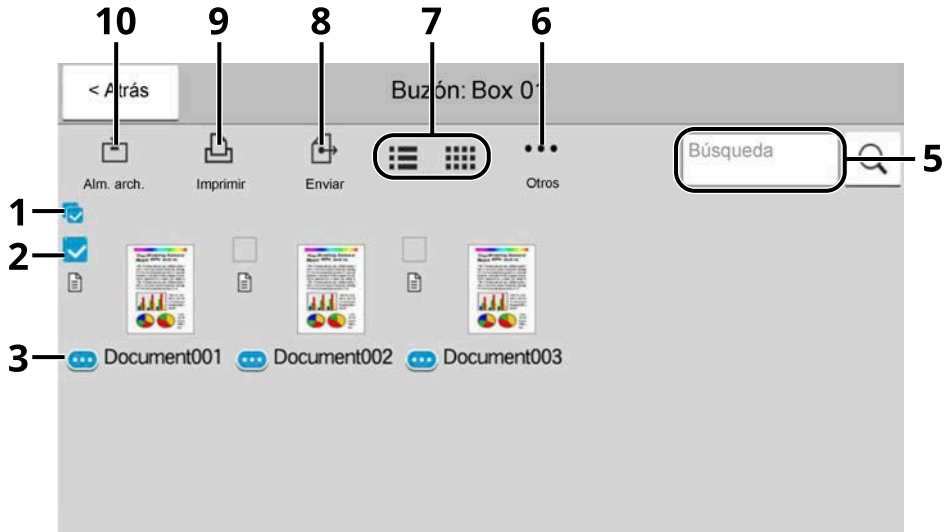 10 9 8 7 6
< Atrás Buzón: Box 01
Búsqueda 5
Alm. arch. Imprimir Enviar Otros
1
2
3 Document001 Document002 Document003